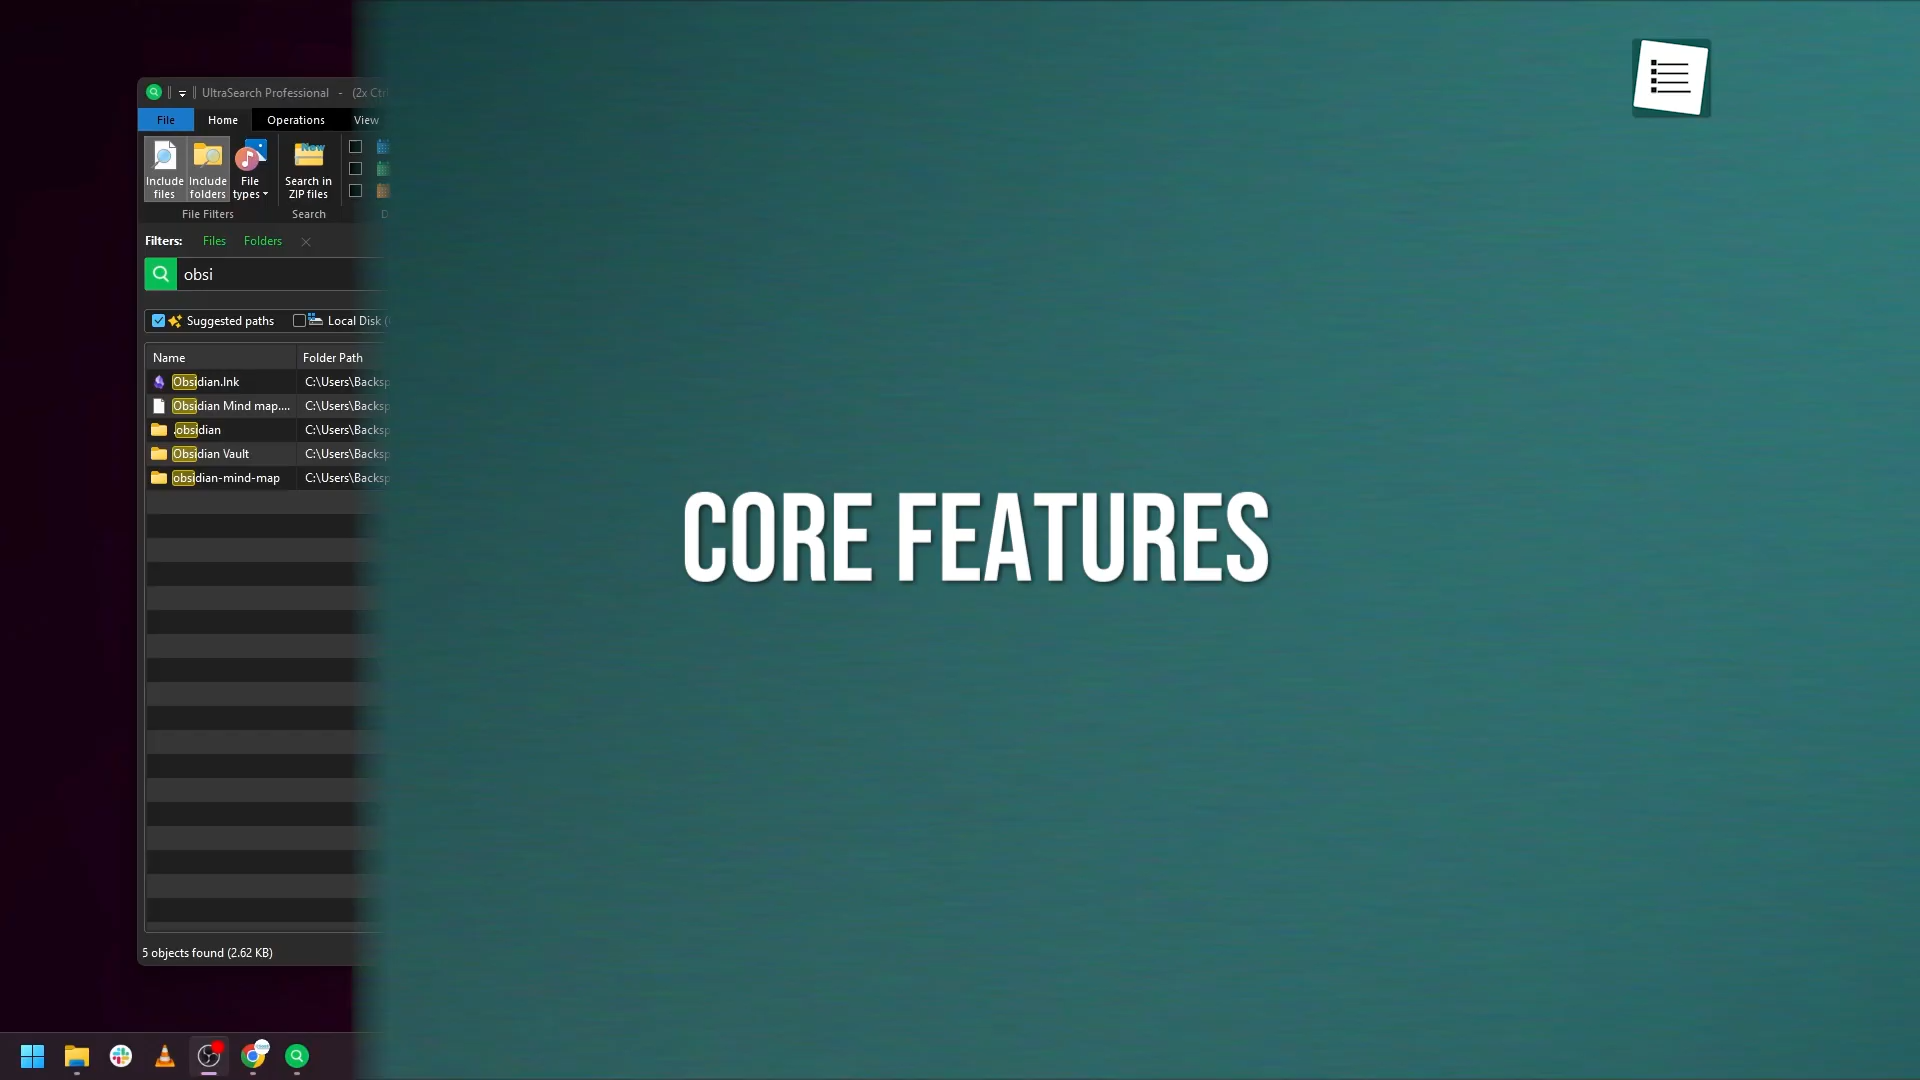 UltraSearch Professional - (2x Ctrl
File Home Operations View
New
Include files
Include folders
File types
Search in ZIP files
File Filters
Search
D
Filters: Files Folders
obsi
Suggested paths Local Disk (
Name Folder Path
Obsidian.lnk C:\Users\Backsp
Obsidian Mind map.... C:\Users\Backsp
.obsidian C:\Users\Backsp
Obsidian Vault C:\Users\Backsp
obsidian-mind-map C:\Users\Backsp
CORE FEATURES
5 objects found (2.62 KB)